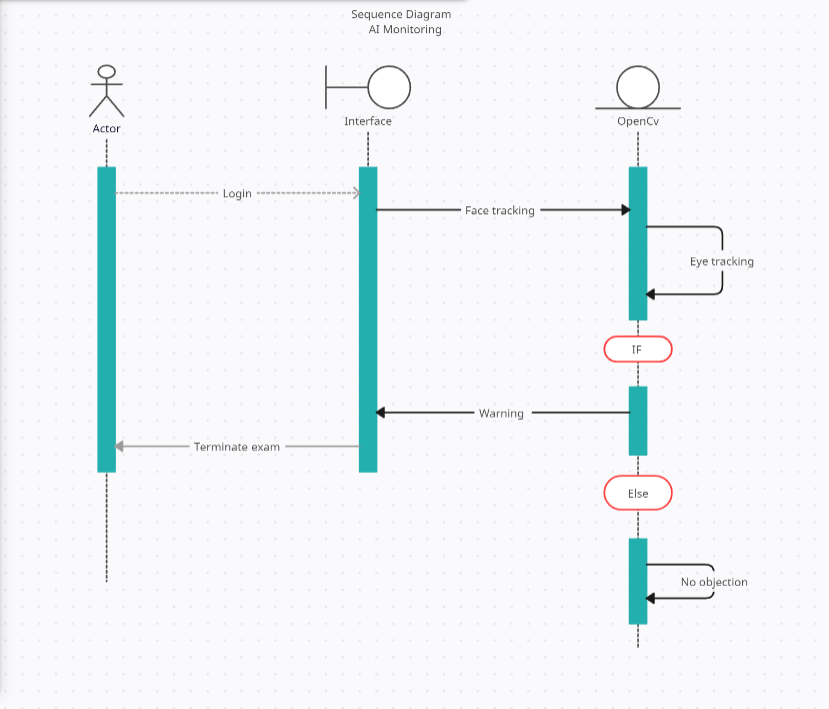 Sequence Diagram
AI Monitoring
Actor
Interface
OpenCv
Login
Face tracking
Eye tracking
IF
Warning
Terminate exam
Else
No objection